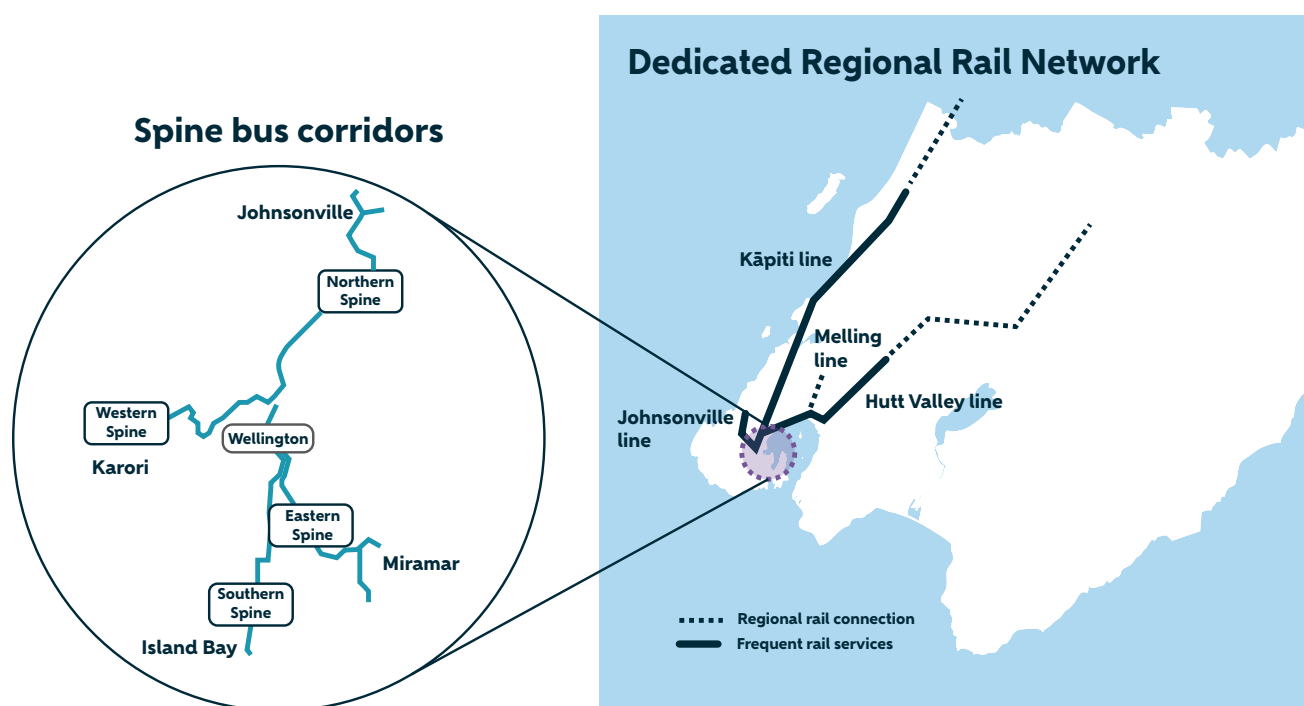 Dedicated Regional Rail Network
Spine bus corridors
Johnsonville
Northern
Spine
Western
Spine
Wellington
Karori
Eastern
Spine
Miramar
Southern
Spine
Island Bay
Kāpiti line
Melling
line
Hutt Valley line
Johnsonville
line
Regional rail connection
Frequent rail services